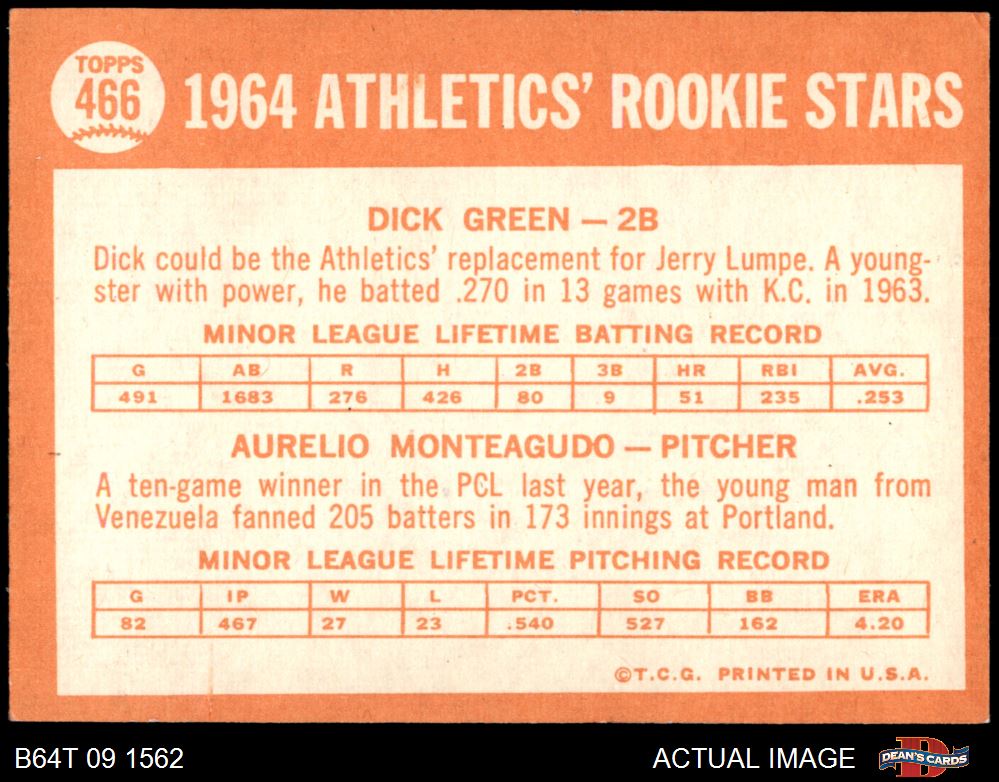 TOPPS
466
1964 ATHLETICS' ROOKIE STARS
DICK GREEN — 2B
Dick could be the Athletics' replacement for Jerry Lumpe. A young-
ster with power, he batted .270 in 13 games with K.C. in 1963.
MINOR LEAGUE LIFETIME BATTING RECORD
G AB R H 2B 3B HR RBI AVG.
491 1683 276 426 80 9 51 235 .253
AURELIO MONTEAGUDO — PITCHER
A ten-game winner in the PCL last year, the young man from
Venezuela fanned 205 batters in 173 innings at Portland.
MINOR LEAGUE LIFETIME PITCHING RECORD
G IP W L PCT. SO BB ERA
82 467 27 23 .540 527 162 4.20
©T.C.G. PRINTED IN U.S.A.
B64T 09 1562 ACTUAL IMAGE D DEAN'S CARDS